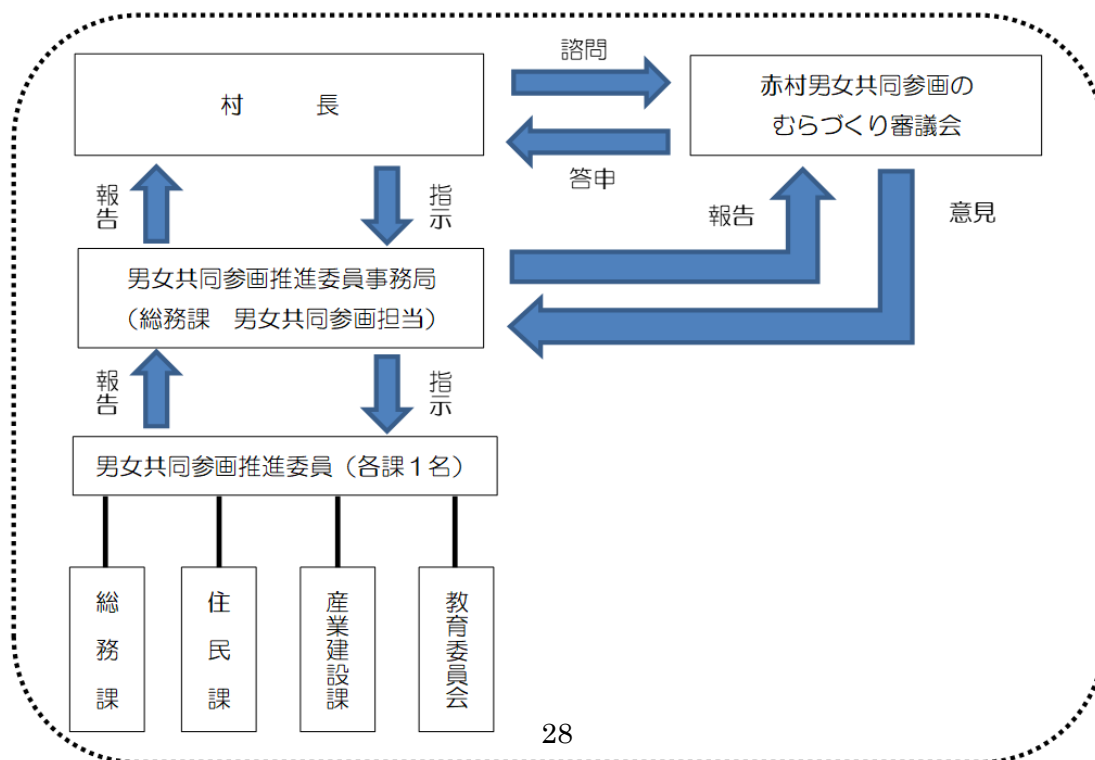 諮問
村　　　長
赤村男女共同参画の
むらづくり審議会
答申
報告
指示
報告
意見
男女共同参画推進委員事務局
（総務課　男女共同参画担当）
報告
指示
男女共同参画推進委員（各課１名）
総務課
住民課
産業建設課
教育委員会
28